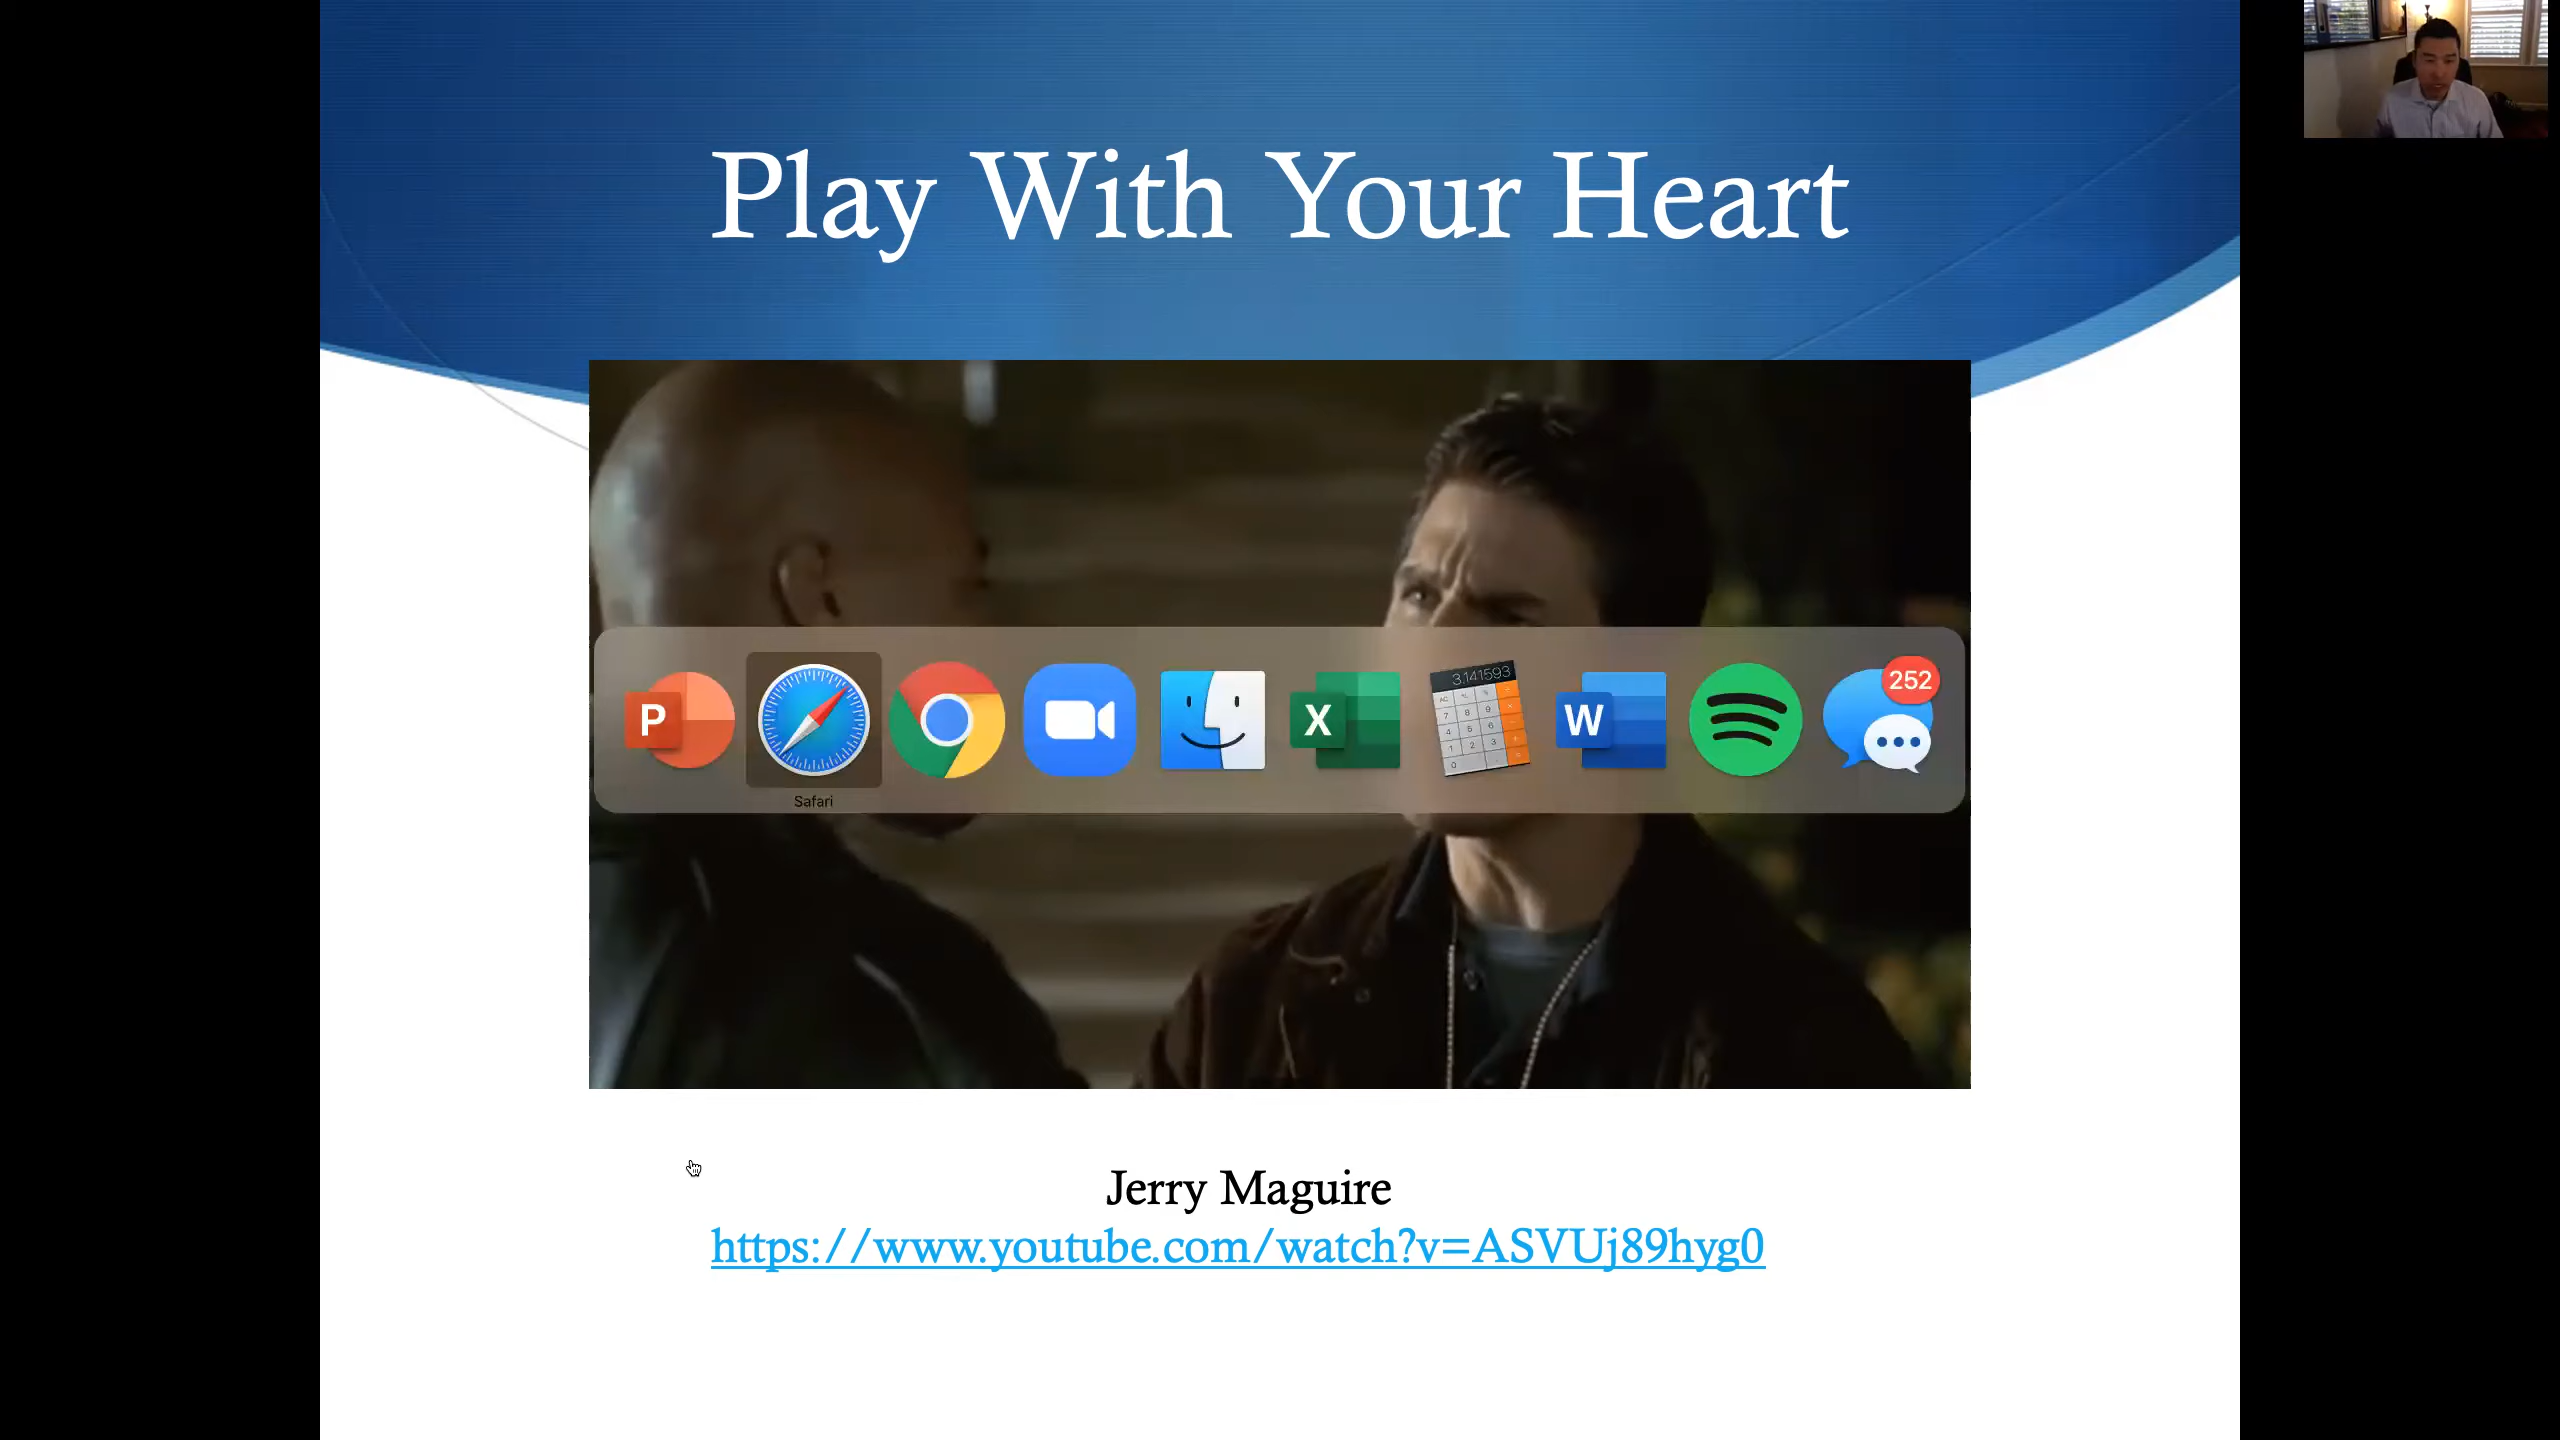 Play With Your Heart
P
X
3.141593
W
252
Safari
Jerry Maguire
https://www.youtube.com/watch?v=ASVUj89hyg0